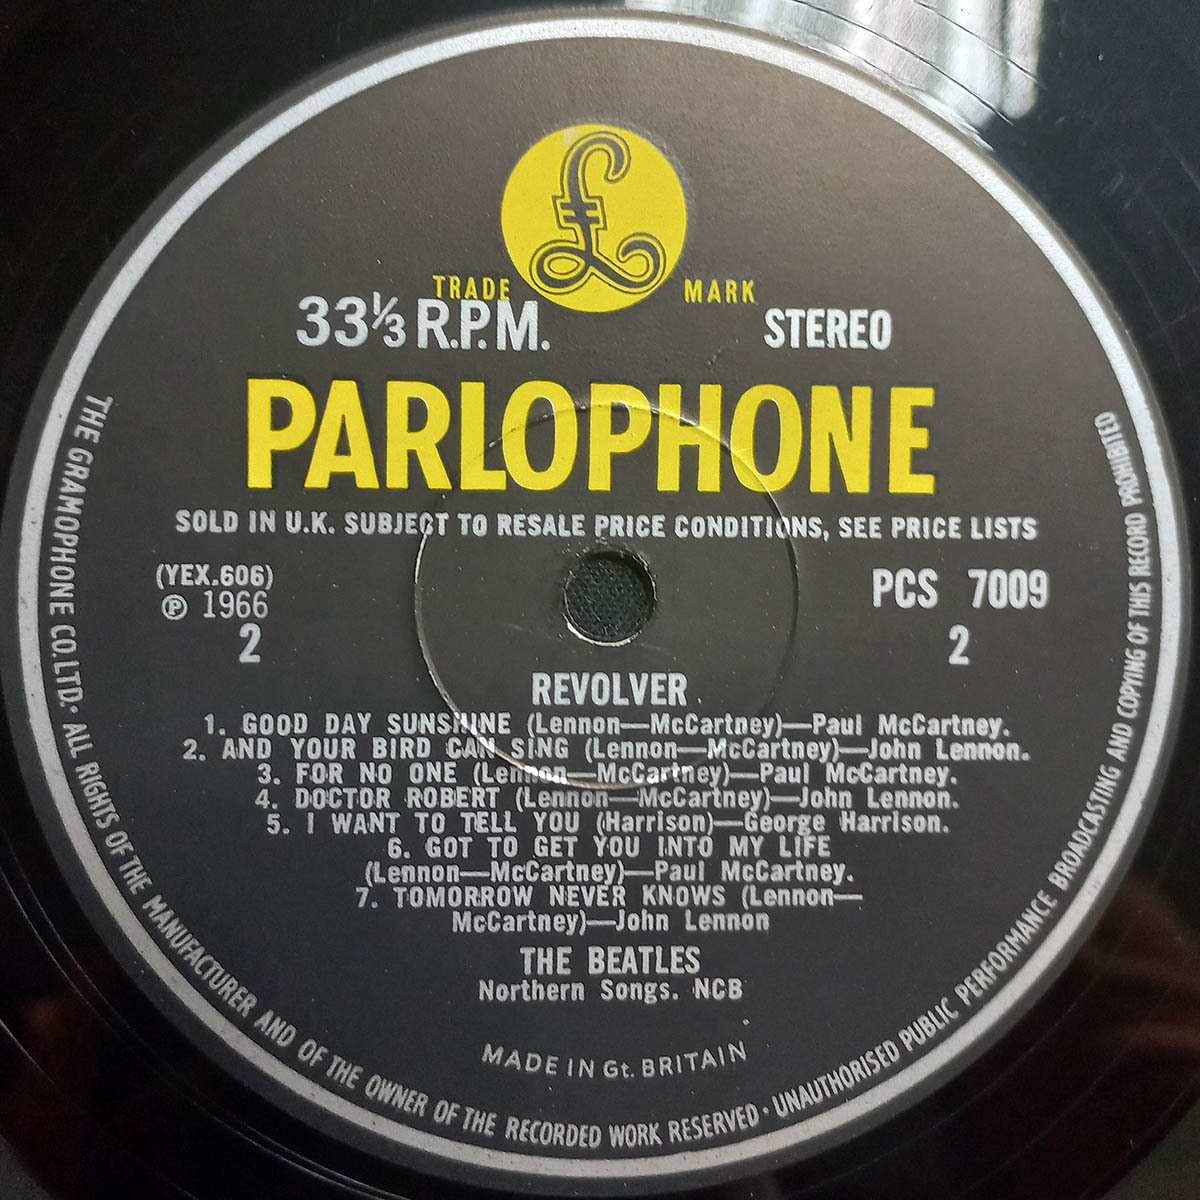 TRADE MARK
33⅓ R.P.M. STEREO
PARLOPHONE
SOLD IN U.K. SUBJECT TO RESALE PRICE CONDITIONS, SEE PRICE LISTS
(YEX.606) PCS 7009
℗ 1966
2 2
REVOLVER
1. GOOD DAY SUNSHINE (Lennon—McCartney)—Paul McCartney.
2. AND YOUR BIRD CAN SING (Lennon—McCartney)—John Lennon.
3. FOR NO ONE (Lennon—McCartney)—Paul McCartney.
4. DOCTOR ROBERT (Lennon—McCartney)—John Lennon.
5. I WANT TO TELL YOU (Harrison)—George Harrison.
6. GOT TO GET YOU INTO MY LIFE
(Lennon—McCartney)—Paul McCartney.
7. TOMORROW NEVER KNOWS (Lennon—
McCartney)—John Lennon
THE BEATLES
Northern Songs. NCB
MADE IN Gt. BRITAIN
THE GRAMOPHONE CO.LTD. · ALL RIGHTS OF THE MANUFACTURER AND OF THE OWNER OF THE RECORDED WORK RESERVED · UNAUTHORISED PUBLIC PERFORMANCE BROADCASTING AND COPYING OF THIS RECORD PROHIBITED